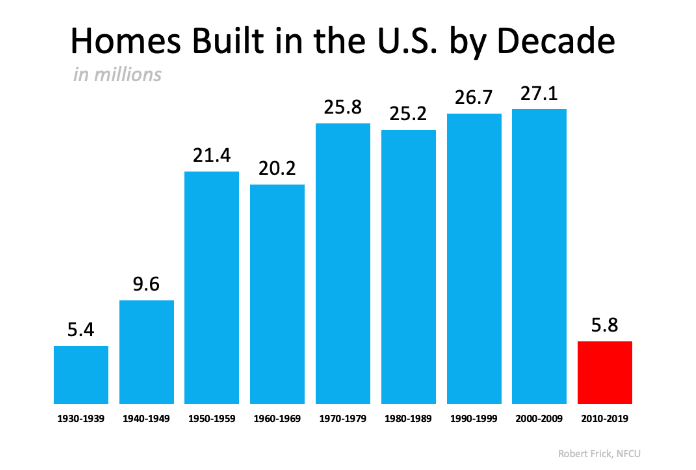 Homes Built in the U.S. by Decade
in millions
5.4
9.6
21.4
20.2
25.8
25.2
26.7
27.1
5.8
1930-1939 1940-1949 1950-1959 1960-1969 1970-1979 1980-1989 1990-1999 2000-2009 2010-2019
Robert Frick, NFCU